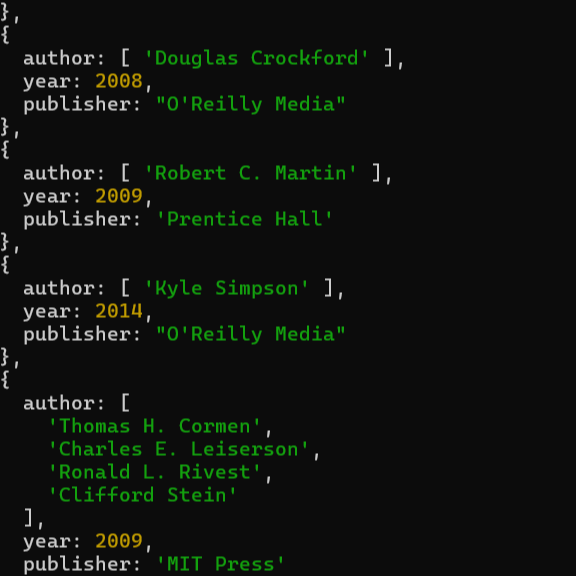 },
{
  author: [ 'Douglas Crockford' ],
  year: 2008,
  publisher: "O'Reilly Media"
},
{
  author: [ 'Robert C. Martin' ],
  year: 2009,
  publisher: 'Prentice Hall'
},
{
  author: [ 'Kyle Simpson' ],
  year: 2014,
  publisher: "O'Reilly Media"
},
{
  author: [
    'Thomas H. Cormen',
    'Charles E. Leiserson',
    'Ronald L. Rivest',
    'Clifford Stein'
  ],
  year: 2009,
  publisher: 'MIT Press'